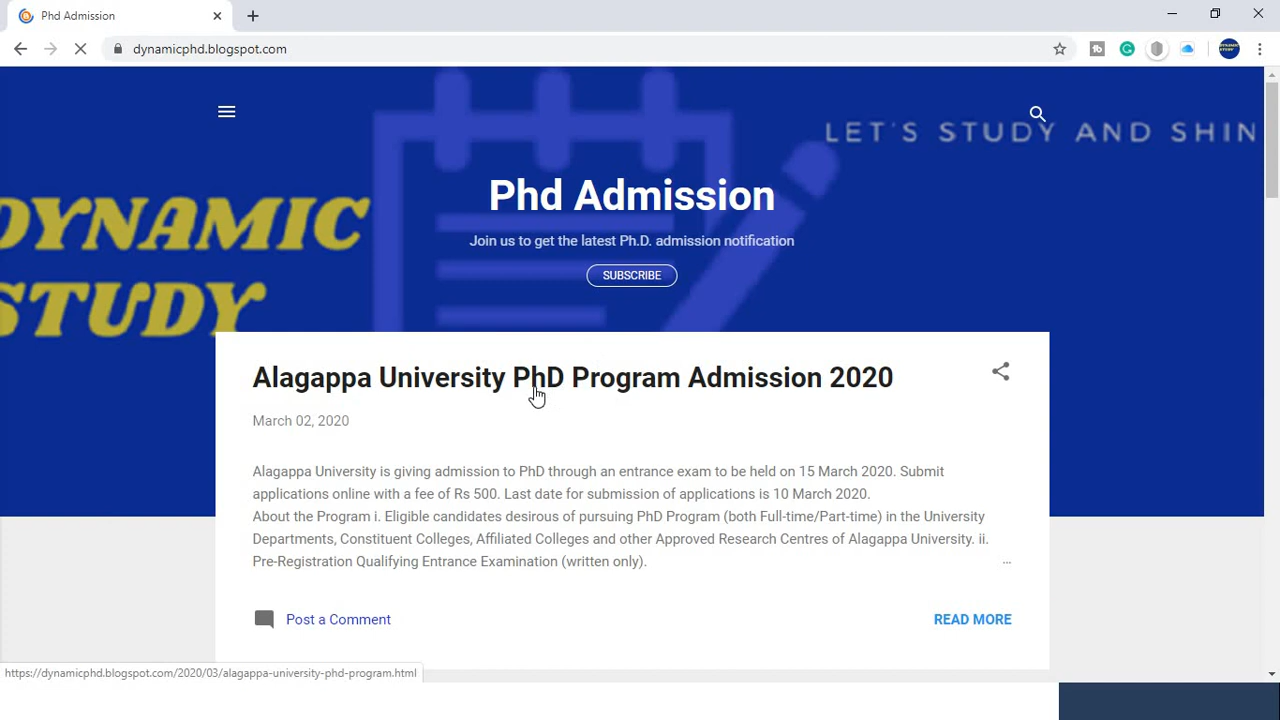 Phd Admission
dynamicphd.blogspot.com
LET'S STUDY AND SHIN
DYNAMIC
STUDY
Phd Admission
Join us to get the latest Ph.D. admission notification
SUBSCRIBE
Alagappa University PhD Program Admission 2020
March 02, 2020
Alagappa University is giving admission to PhD through an entrance exam to be held on 15 March 2020. Submit
applications online with a fee of Rs 500. Last date for submission of applications is 10 March 2020.
About the Program i. Eligible candidates desirous of pursuing PhD Program (both Full-time/Part-time) in the University
Departments, Constituent Colleges, Affiliated Colleges and other Approved Research Centres of Alagappa University. ii.
Pre-Registration Qualifying Entrance Examination (written only). ...
Post a Comment
READ MORE
https://dynamicphd.blogspot.com/2020/03/alagappa-university-phd-program.html